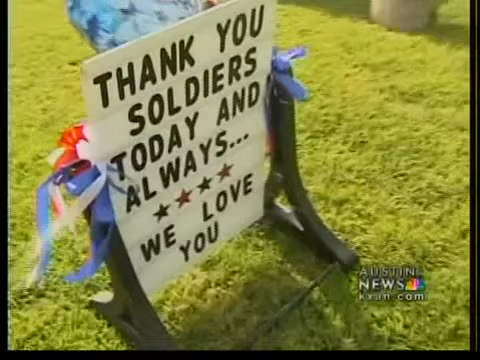 THANK YOU
SOLDIERS
TODAY AND
ALWAYS...
WE LOVE
YOU
AUSTIN
NEWS
kxan.com